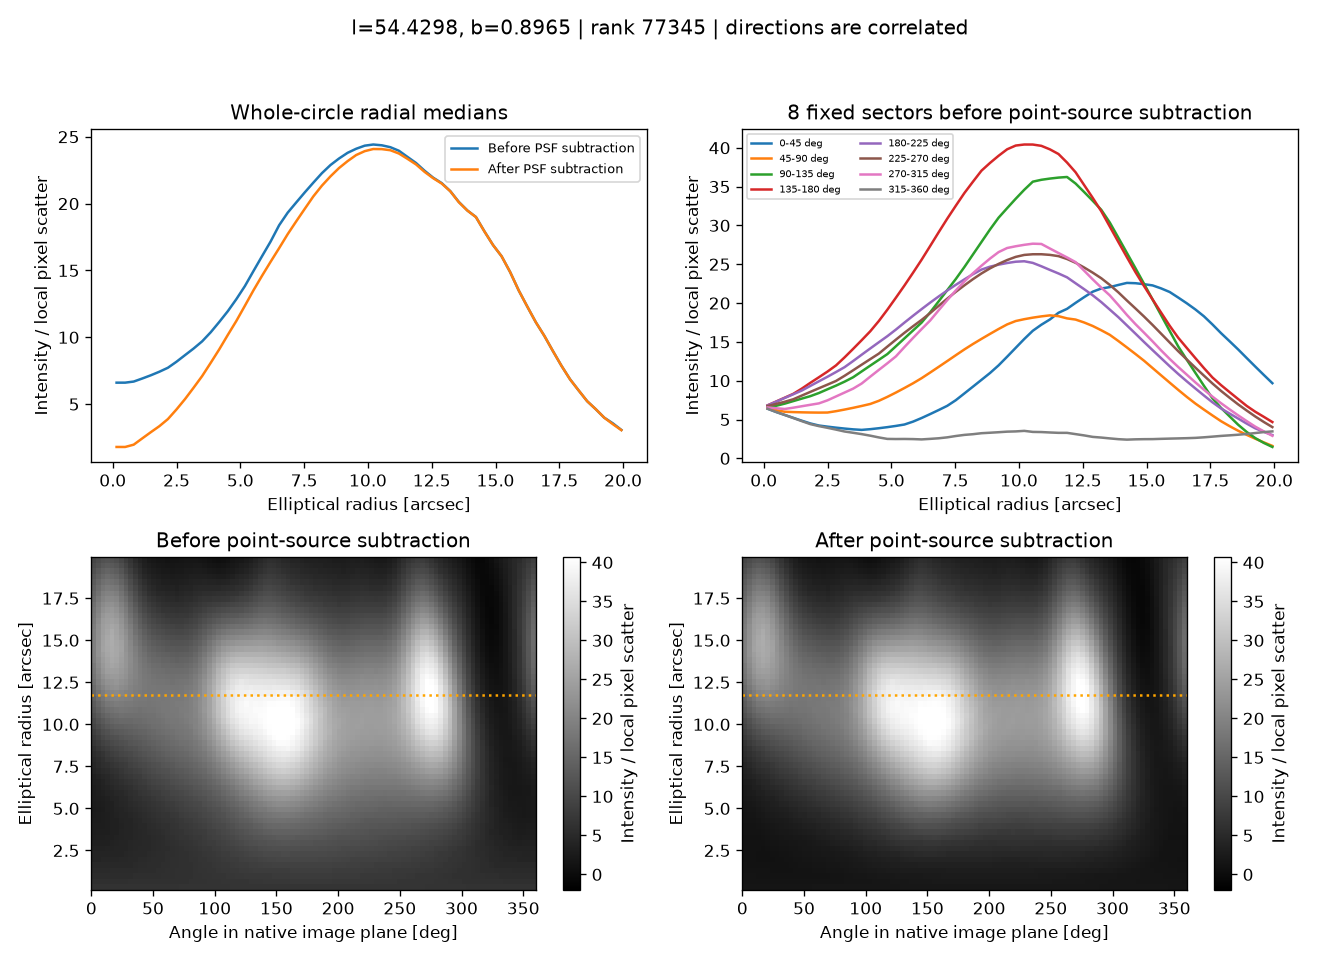 l=54.4298, b=0.8965 | rank 77345 | directions are correlated
Whole-circle radial medians
Before PSF subtraction
After PSF subtraction
25
20
15
10
5
Intensity / local pixel scatter
0.0 2.5 5.0 7.5 10.0 12.5 15.0 17.5 20.0
Elliptical radius [arcsec]
8 fixed sectors before point-source subtraction
0-45 deg 180-225 deg
45-90 deg 225-270 deg
90-135 deg 270-315 deg
135-180 deg 315-360 deg
40
35
30
25
20
15
10
5
0
Intensity / local pixel scatter
0.0 2.5 5.0 7.5 10.0 12.5 15.0 17.5 20.0
Elliptical radius [arcsec]
Before point-source subtraction
17.5
15.0
12.5
10.0
7.5
5.0
2.5
Elliptical radius [arcsec]
0 50 100 150 200 250 300 350
Angle in native image plane [deg]
40
35
30
25
20
15
10
5
0
Intensity / local pixel scatter
After point-source subtraction
17.5
15.0
12.5
10.0
7.5
5.0
2.5
Elliptical radius [arcsec]
0 50 100 150 200 250 300 350
Angle in native image plane [deg]
40
35
30
25
20
15
10
5
0
Intensity / local pixel scatter